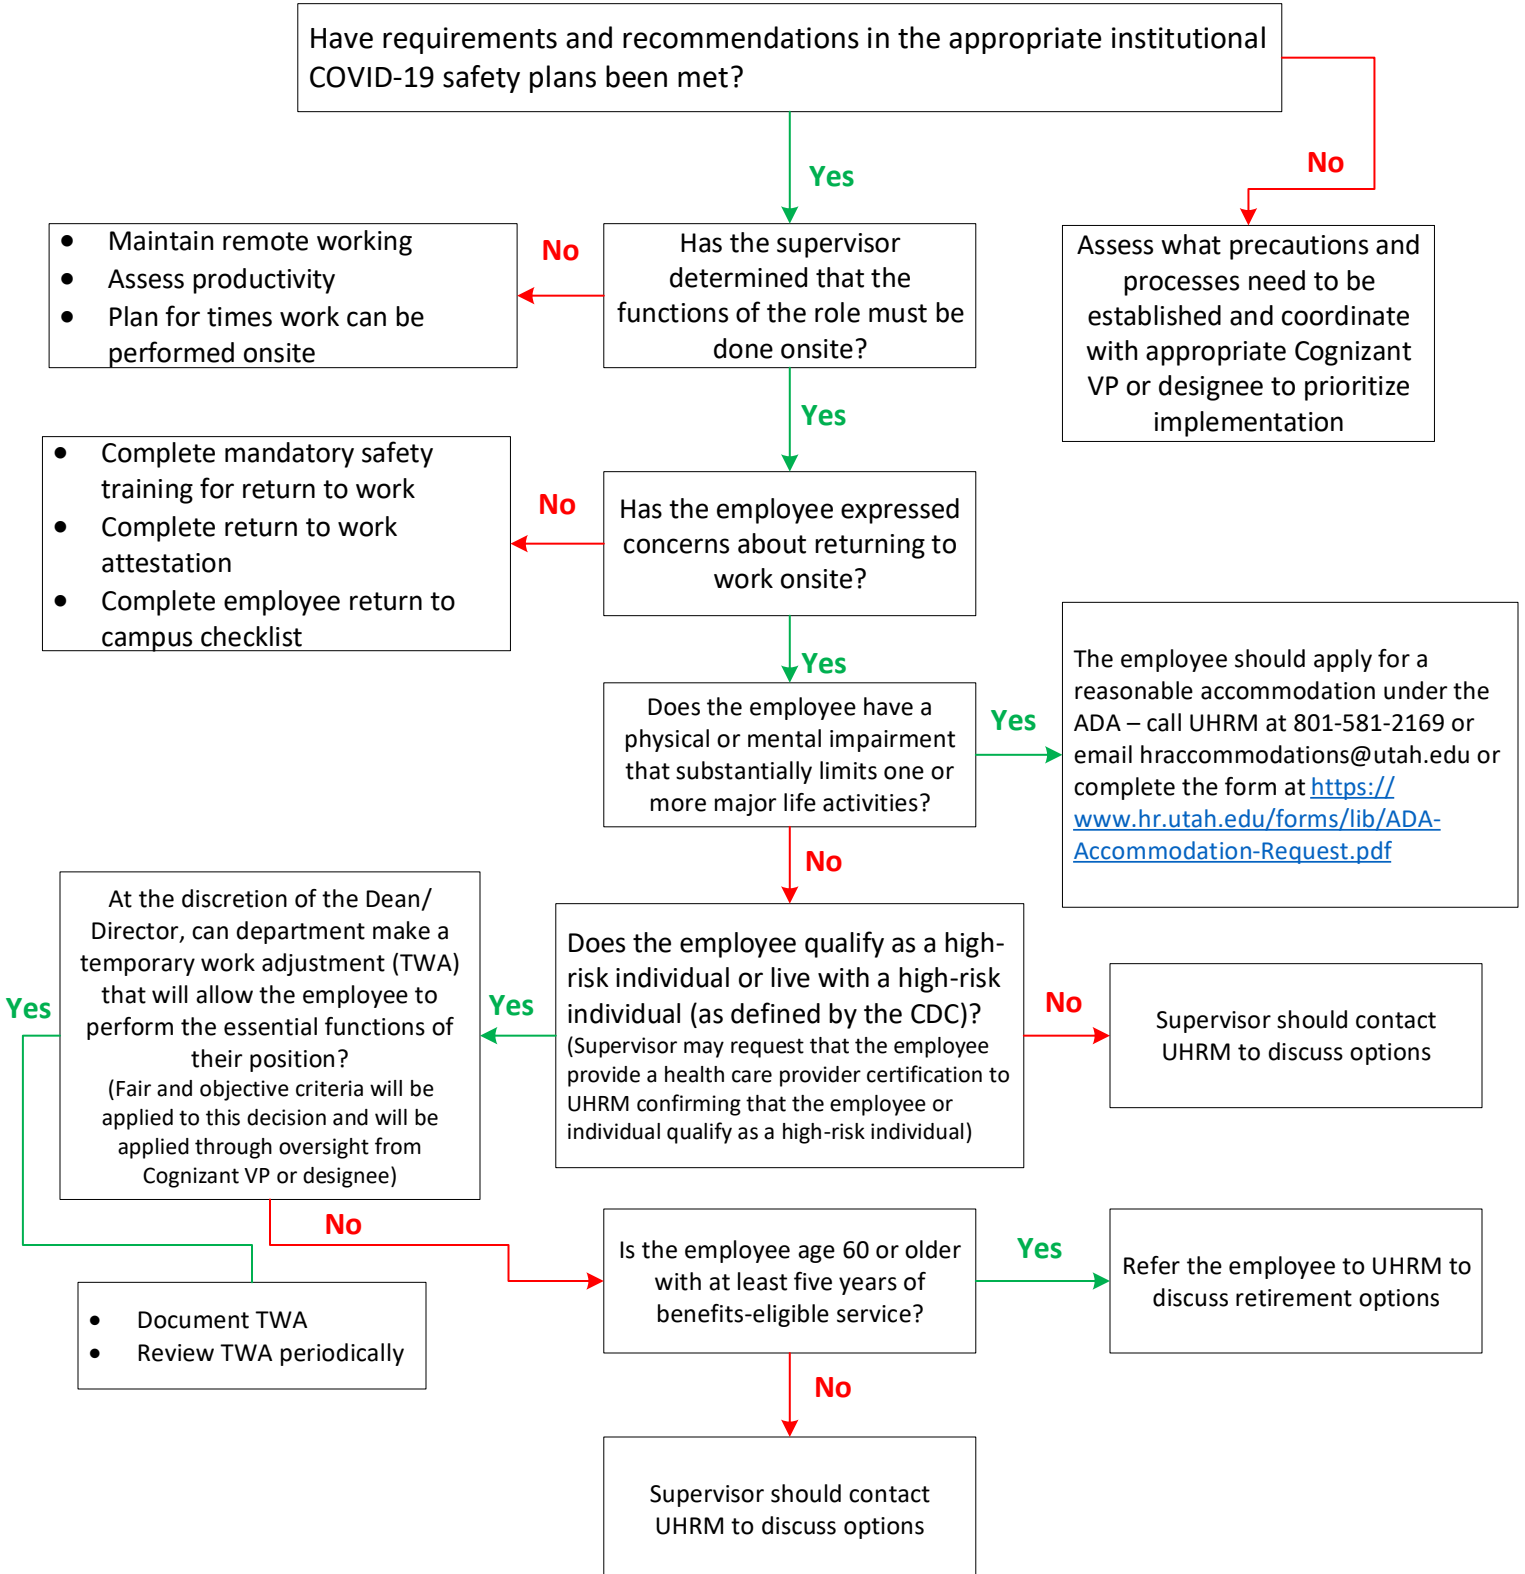 Have requirements and recommendations in the appropriate institutional
COVID-19 safety plans been met?
Yes
No
• Maintain remote working
• Assess productivity
• Plan for times work can be
performed onsite
No
Has the supervisor
determined that the
functions of the role must be
done onsite?
Assess what precautions and
processes need to be
established and coordinate
with appropriate Cognizant
VP or designee to prioritize
implementation
Yes
• Complete mandatory safety
training for return to work
• Complete return to work
attestation
• Complete employee return to
campus checklist
No
Has the employee expressed
concerns about returning to
work onsite?
Yes
Does the employee have a
physical or mental impairment
that substantially limits one or
more major life activities?
Yes
The employee should apply for a
reasonable accommodation under the
ADA – call UHRM at 801-581-2169 or
email hraccommodations@utah.edu or
complete the form at https://
www.hr.utah.edu/forms/lib/ADA-
Accommodation-Request.pdf
No
At the discretion of the Dean/
Director, can department make a
temporary work adjustment (TWA)
that will allow the employee to
perform the essential functions of
their position?
(Fair and objective criteria will be
applied to this decision and will be
applied through oversight from
Cognizant VP or designee)
Yes
Yes
Does the employee qualify as a high-
risk individual or live with a high-risk
individual (as defined by the CDC)?
(Supervisor may request that the employee
provide a health care provider certification to
UHRM confirming that the employee or
individual qualify as a high-risk individual)
No
Supervisor should contact
UHRM to discuss options
No
• Document TWA
• Review TWA periodically
Is the employee age 60 or older
with at least five years of
benefits-eligible service?
Yes
Refer the employee to UHRM to
discuss retirement options
No
Supervisor should contact
UHRM to discuss options